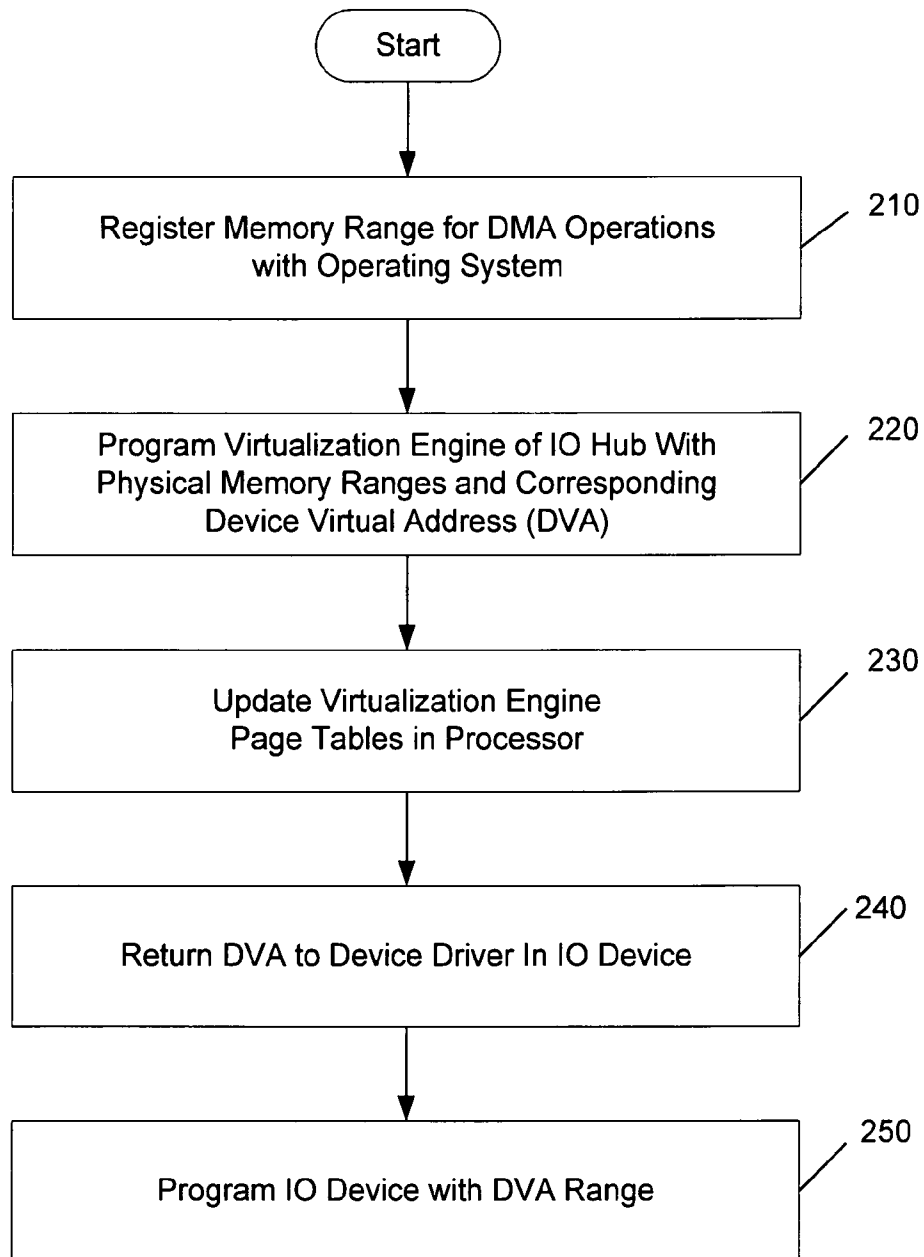 Start
Register Memory Range for DMA Operations
with Operating System
210
Program Virtualization Engine of IO Hub With
Physical Memory Ranges and Corresponding
Device Virtual Address (DVA)
220
Update Virtualization Engine
Page Tables in Processor
230
Return DVA to Device Driver In IO Device
240
Program IO Device with DVA Range
250